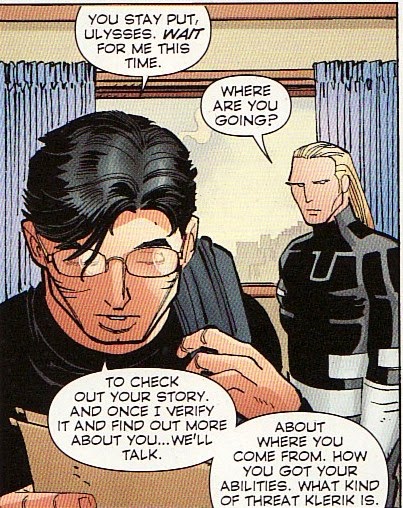 YOU STAY PUT,
ULYSSES. WAIT
FOR ME THIS
TIME.
WHERE
ARE YOU
GOING?
TO CHECK
OUT YOUR STORY.
AND ONCE I VERIFY
IT AND FIND OUT MORE
ABOUT YOU...WE'LL
TALK.
ABOUT
WHERE YOU
COME FROM. HOW
YOU GOT YOUR
ABILITIES. WHAT KIND
OF THREAT KLERIK IS.